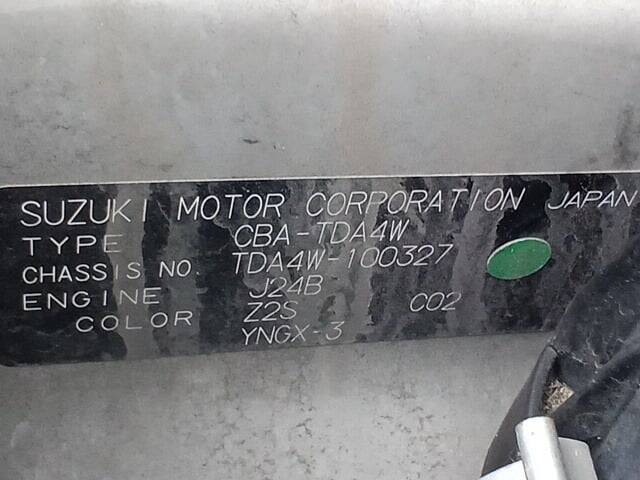 SUZUKI MOTOR CORPORATION JAPAN
TYPE CBA-TDA4W
CHASSIS NO. TDA4W-100327
ENGINE J24B
COLOR Z2S C02
YNGX-3